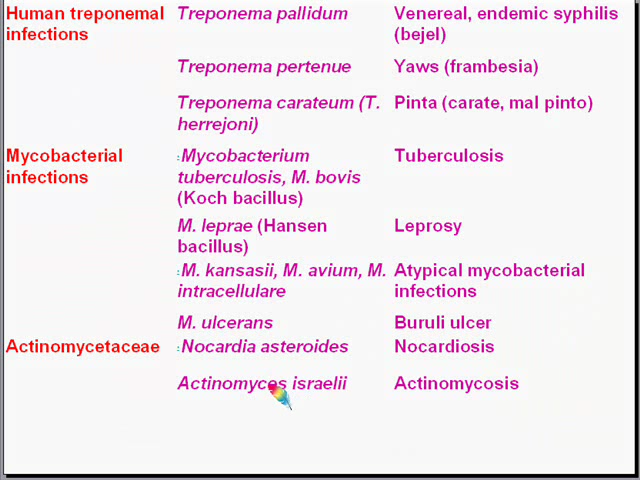 Human treponemal infections Treponema pallidum Venereal, endemic syphilis (bejel)
Treponema pertenue Yaws (frambesia)
Treponema carateum (T. herrejoni) Pinta (carate, mal pinto)
Mycobacterial infections :Mycobacterium tuberculosis, M. bovis (Koch bacillus) Tuberculosis
M. leprae (Hansen bacillus) Leprosy
:M. kansasii, M. avium, M. intracellulare Atypical mycobacterial infections
M. ulcerans Buruli ulcer
Actinomycetaceae :Nocardia asteroides Nocardiosis
Actinomyces israelii Actinomycosis